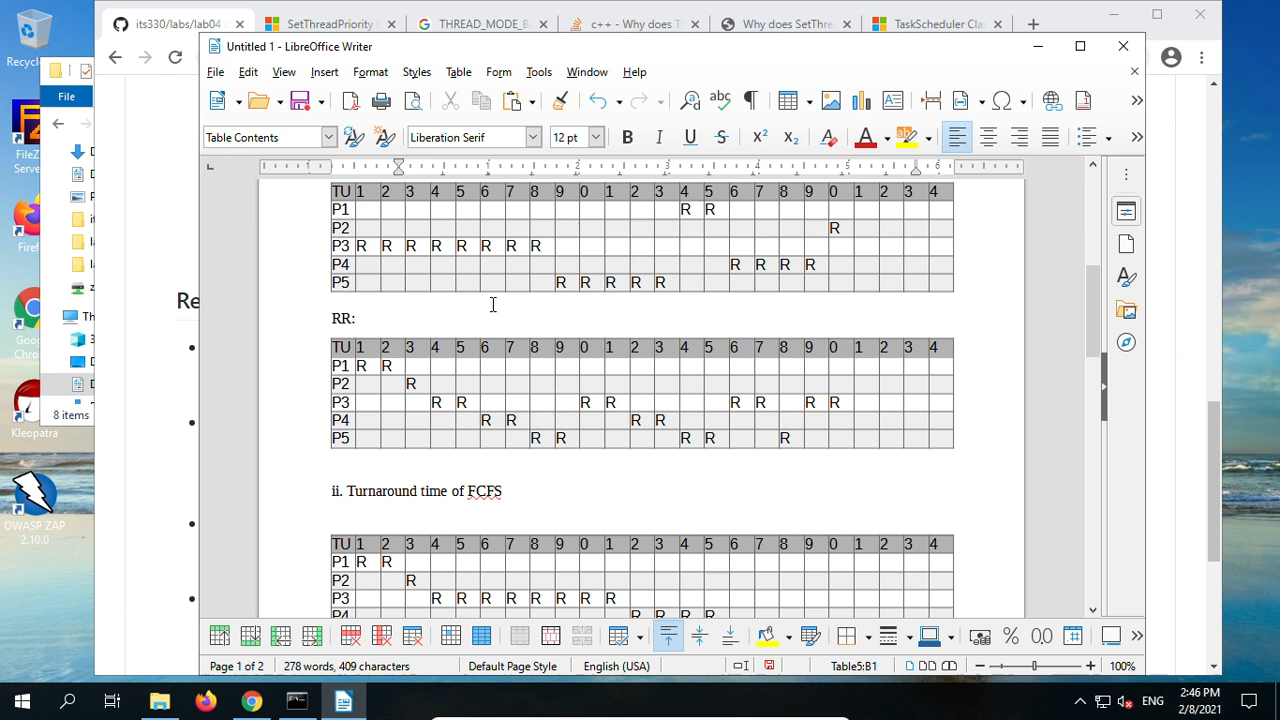 Recycl
its330/labs/lab04
SetThreadPriority
THREAD_MODE_B
c++ - Why does T
Why does SetThre
TaskScheduler Cla
Untitled 1 - LibreOffice Writer
File
File Edit View Insert Format Styles Table Form Tools Window Help
Table Contents
Liberation Serif
12 pt
FileZ
Server
Firef
Goog
Chro
Kleopatra
OWASP ZAP
2.10.0
Th
8 items
Re
TU 1 2 3 4 5 6 7 8 9 0 1 2 3 4 5 6 7 8 9 0 1 2 3 4
P1 R R
P2 R
P3 R R R R R R R R
P4 R R R R
P5 R R R R R
RR:
TU 1 2 3 4 5 6 7 8 9 0 1 2 3 4 5 6 7 8 9 0 1 2 3 4
P1 R R
P2 R
P3 R R R R R R R R
P4 R R R R
P5 R R R R R
ii. Turnaround time of FCFS
TU 1 2 3 4 5 6 7 8 9 0 1 2 3 4 5 6 7 8 9 0 1 2 3 4
P1 R R
P2 R
P3 R R R R R R R R
P4 R R R R
Page 1 of 2
278 words, 409 characters
Default Page Style
English (USA)
Table5:B1
100%
ENG
2:46 PM
2/8/2021